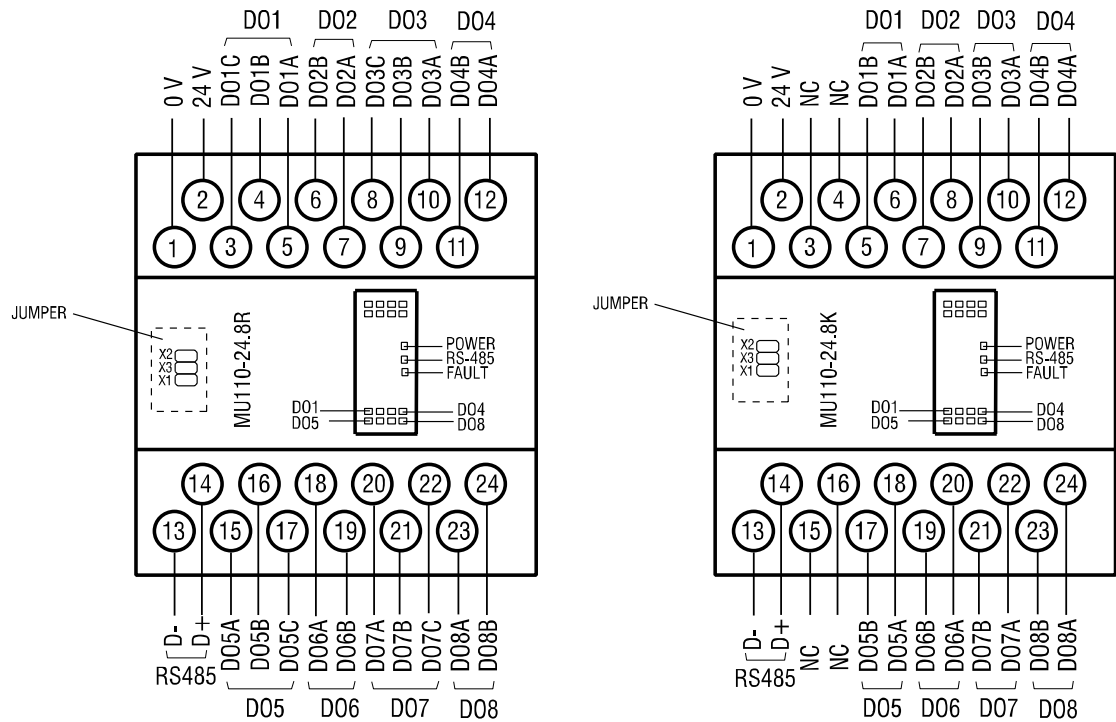 DO1 DO2 DO3 DO4
0 V
24 V
DO1C
DO1B
DO1A
DO2B
DO2A
DO3C
DO3B
DO3A
DO4B
DO4A
2 4 6 8 10 12
1 3 5 7 9 11
JUMPER
X2
X3
X1
MU110-24.8R
POWER
RS-485
FAULT
DO1 DO4
DO5 DO8
14 16 18 20 22 24
13 15 17 19 21 23
D-
D+
DO5A
DO5B
DO5C
DO6A
DO6B
DO7A
DO7B
DO7C
DO8A
DO8B
RS485
DO5 DO6 DO7 DO8
DO1 DO2 DO3 DO4
0 V
24 V
NC
NC
DO1B
DO1A
DO2B
DO2A
DO3B
DO3A
DO4B
DO4A
2 4 6 8 10 12
1 3 5 7 9 11
JUMPER
X2
X3
X1
MU110-24.8K
POWER
RS-485
FAULT
DO1 DO4
DO5 DO8
14 16 18 20 22 24
13 15 17 19 21 23
D-
D+
NC
NC
DO5B
DO5A
DO6B
DO6A
DO7B
DO7A
DO8B
DO8A
RS485
DO5 DO6 DO7 DO8